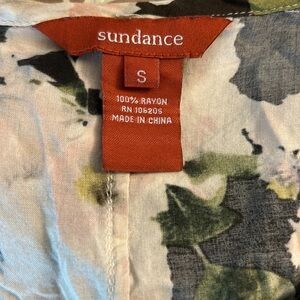 sundance
S
100% RAYON
RN 106205
MADE IN CHINA